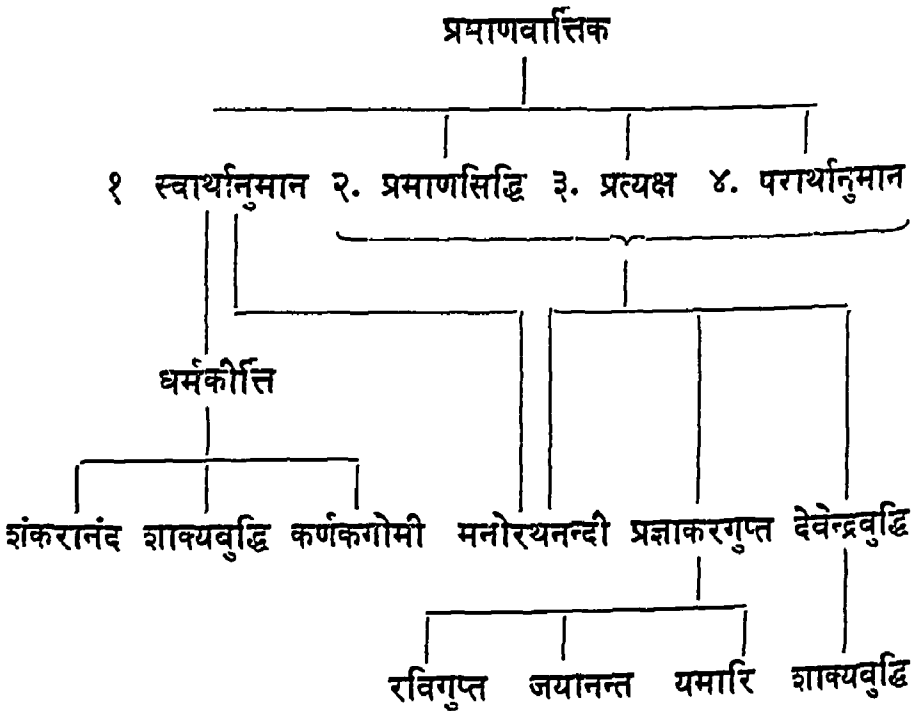 प्रमाणवार्त्तिक
१ स्वार्थानुमान २. प्रमाणसिद्धि ३. प्रत्यक्ष ४. परार्थानुमान
धर्मकीर्त्ति
शंकरानंद शाक्यबुद्धि कर्णकगोमी मनोरथनन्दी प्रज्ञाकरगुप्त देवेन्द्रबुद्धि
रविगुप्त जयानन्त यमारि शाक्यबुद्धि